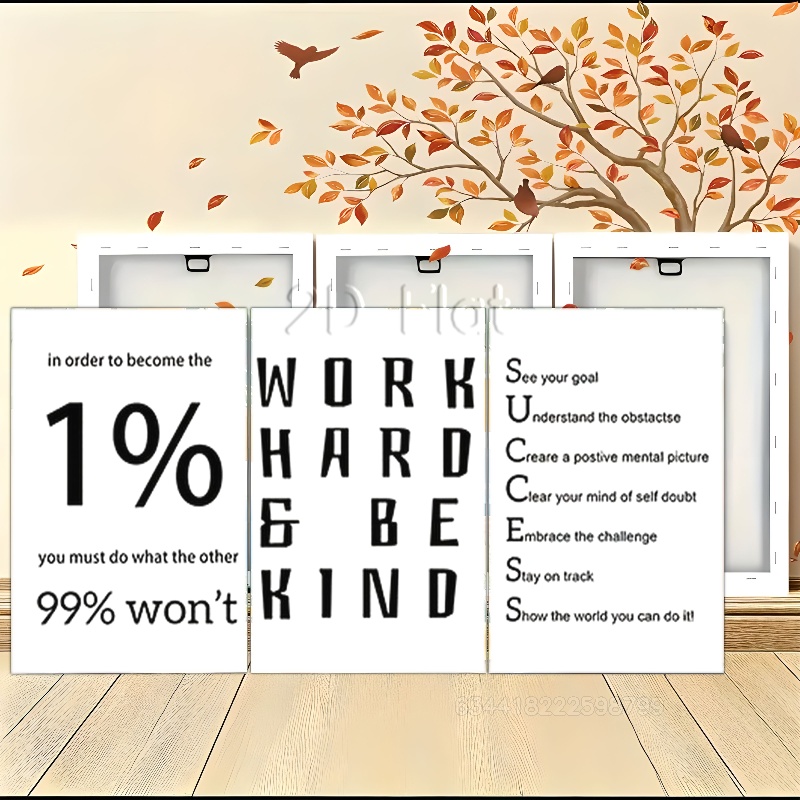 2D Flat
in order to become the
1%
you must do what the other
99% won't
WORK
HARD
& BE
KIND
See your goal
Understand the obstactse
Creare a postive mental picture
Clear your mind of self doubt
Embrace the challenge
Stay on track
Show the world you can do it!